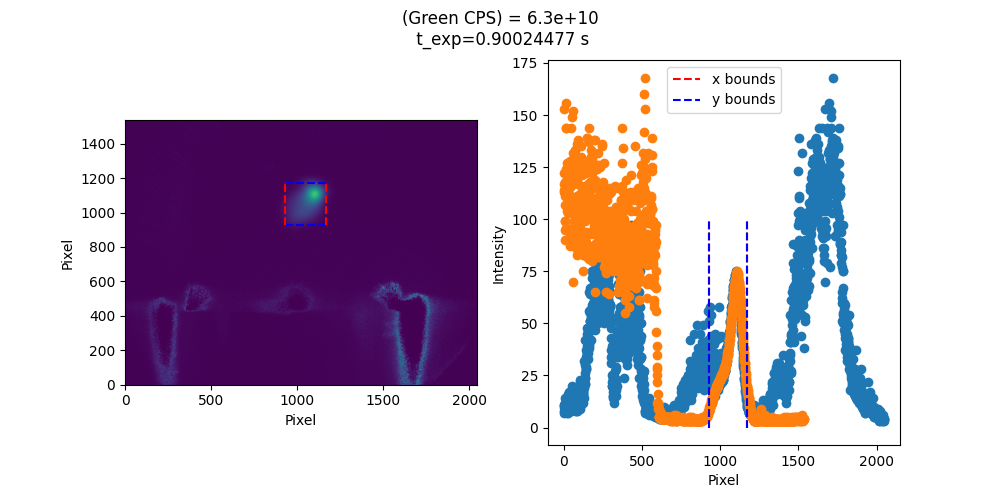 (Green CPS) = 6.3e+10
t_exp=0.90024477 s
1400
1200
1000
800
600
400
200
0
Pixel
0 500 1000 1500 2000
Pixel
175
150
125
100
75
50
25
0
Intensity
x bounds
y bounds
0 500 1000 1500 2000
Pixel